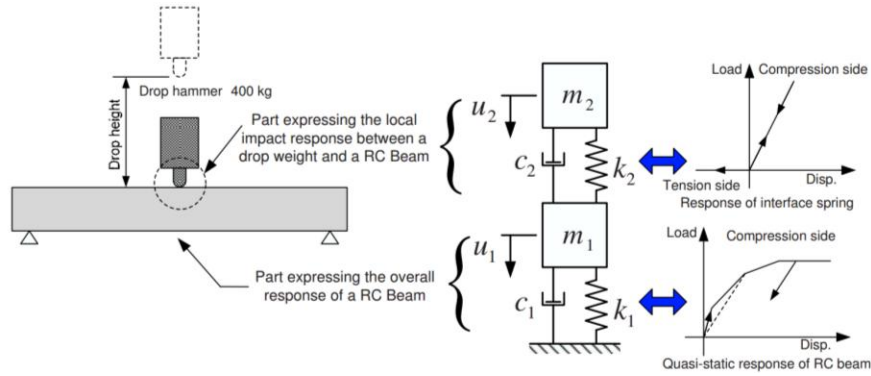 Drop height
Drop hammer  400 kg
Part expressing the local
impact response between a
drop weight and a RC Beam
Part expressing the overall
response of a RC Beam
u₂
m₂
c₂
k₂
u₁
m₁
c₁
k₁
Load
Compression side
Tension side
Disp.
Response of interface spring
Load
Compression side
Disp.
Quasi-static response of RC beam